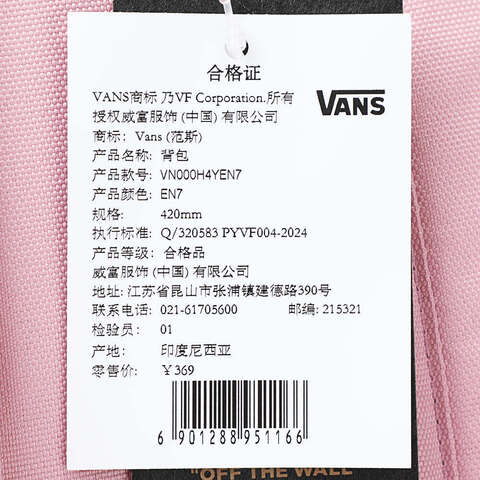 合格证
VANS商标 乃VF Corporation.所有
VANS
授权威富服饰 (中国) 有限公司
商标: Vans (范斯)
产品名称: 背包
产品款号: VN000H4YEN7
产品颜色: EN7
规格: 420mm
执行标准: Q/320583 PYVF004-2024
产品等级: 合格品
威富服饰 (中国) 有限公司
地址: 江苏省昆山市张浦镇建德路390号
联系电话: 021-61705600 邮编: 215321
检验员: 01
产地: 印度尼西亚
零售价: ￥369
6 901288 951166
"OFF THE WALL